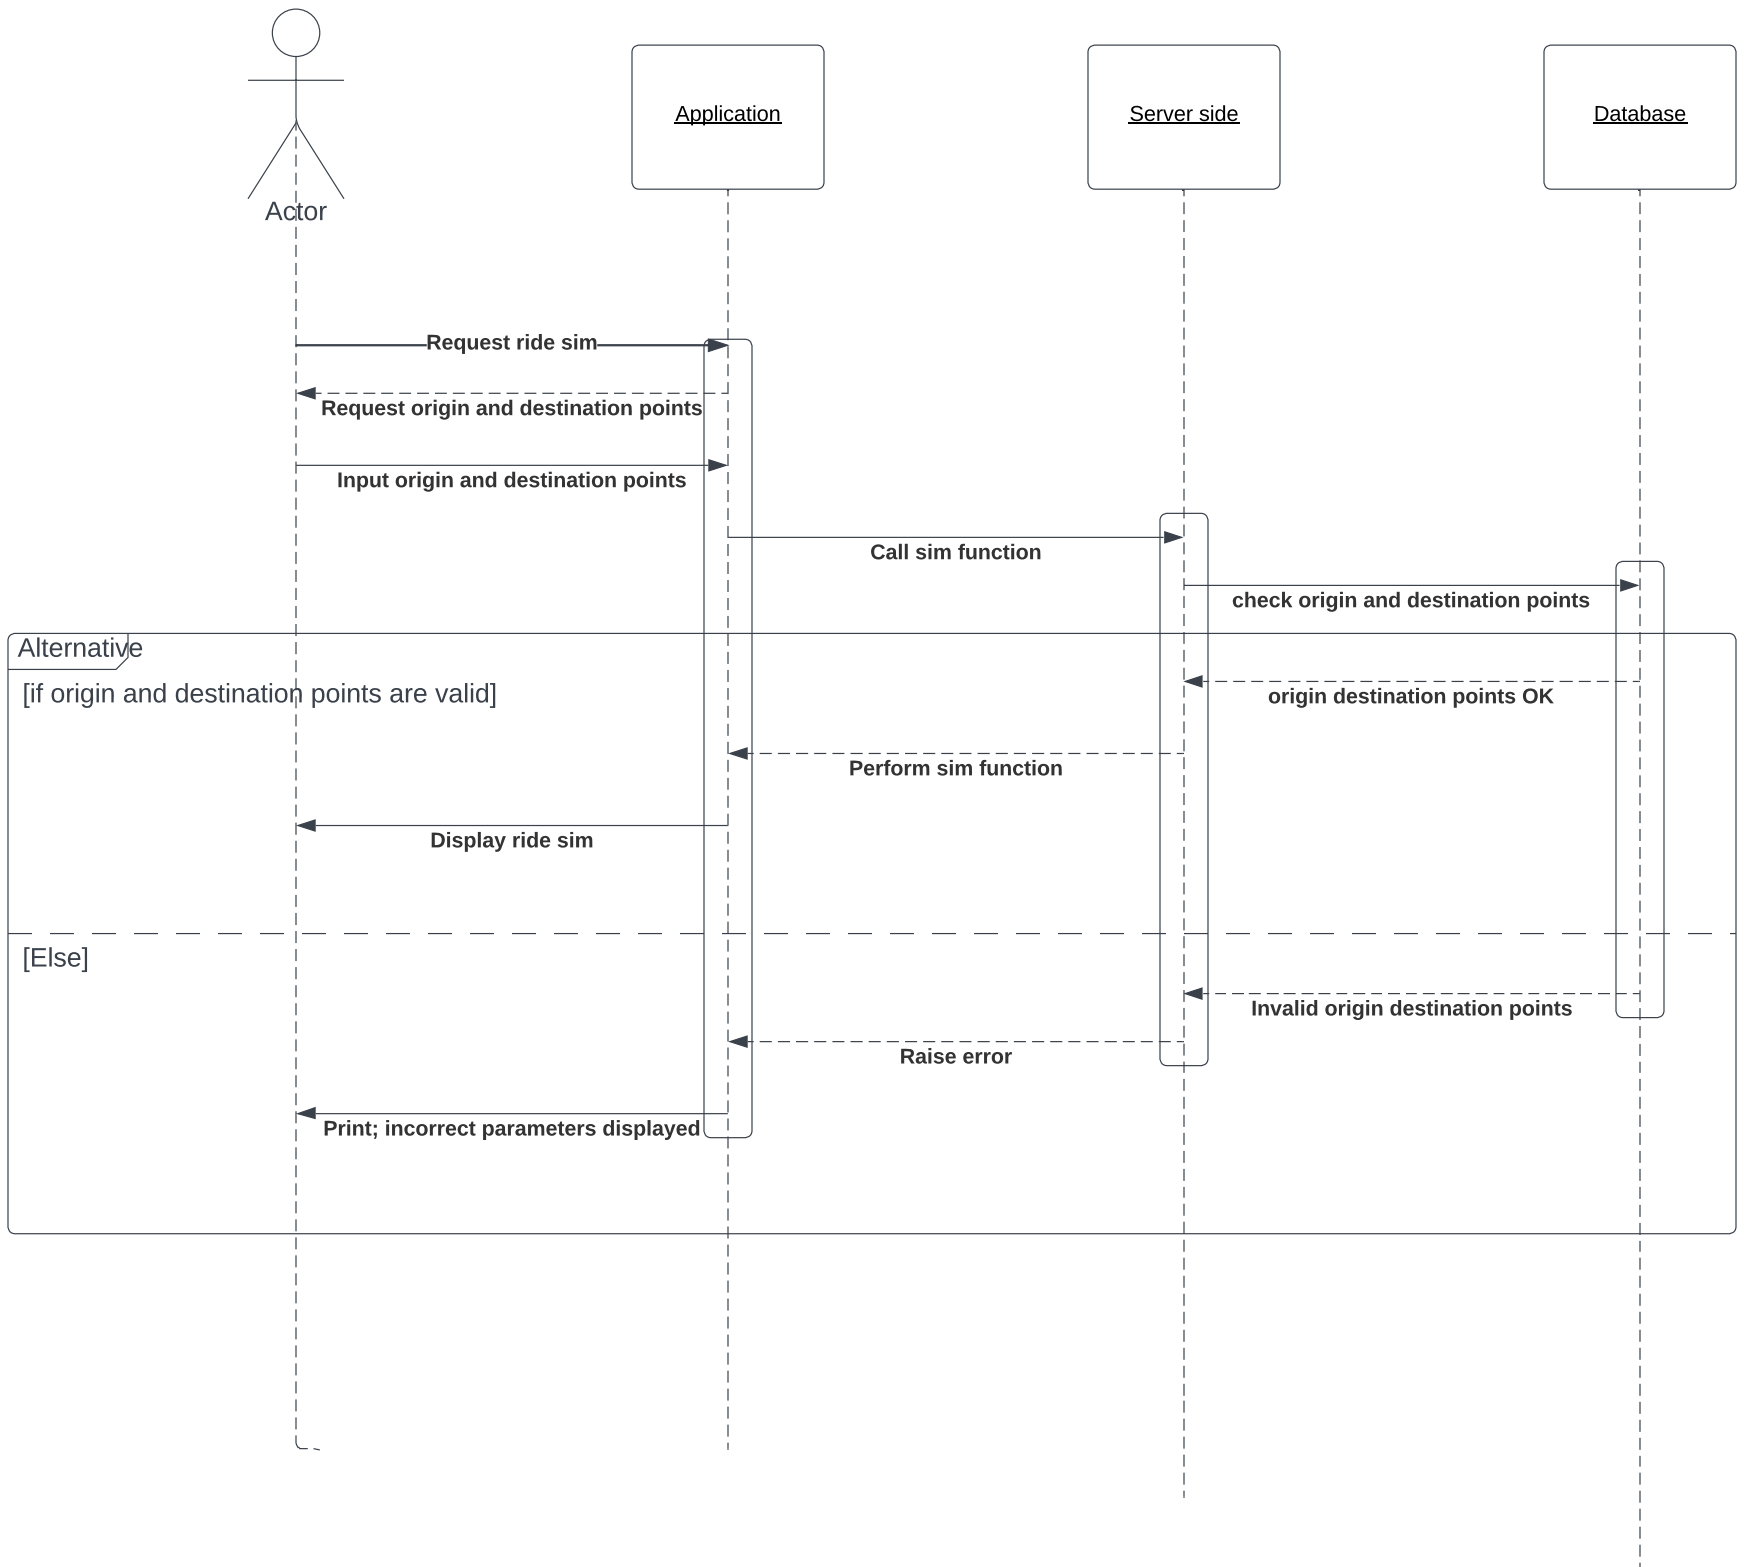 Actor
Application
Server side
Database
Request ride sim
Request origin and destination points
Input origin and destination points
Call sim function
check origin and destination points
Alternative
[if origin and destination points are valid]
origin destination points OK
Perform sim function
Display ride sim
[Else]
Invalid origin destination points
Raise error
Print; incorrect parameters displayed